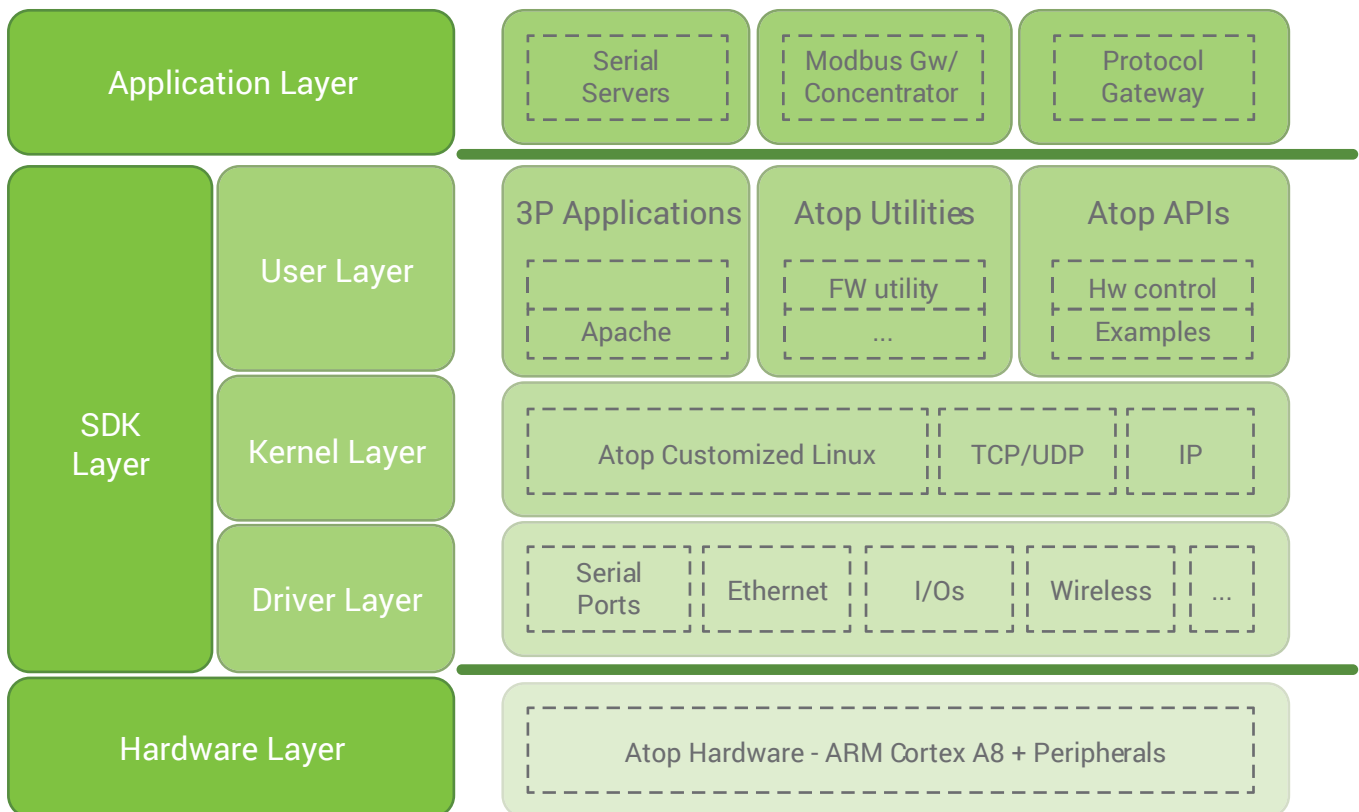 Application Layer
Serial
Servers
Modbus Gw/
Concentrator
Protocol
Gateway
SDK
Layer
User Layer
3P Applications
Apache
Atop Utilities
FW utility
...
Atop APIs
Hw control
Examples
Kernel Layer
Atop Customized Linux
TCP/UDP
IP
Driver Layer
Serial
Ports
Ethernet
I/Os
Wireless
...
Hardware Layer
Atop Hardware - ARM Cortex A8 + Peripherals